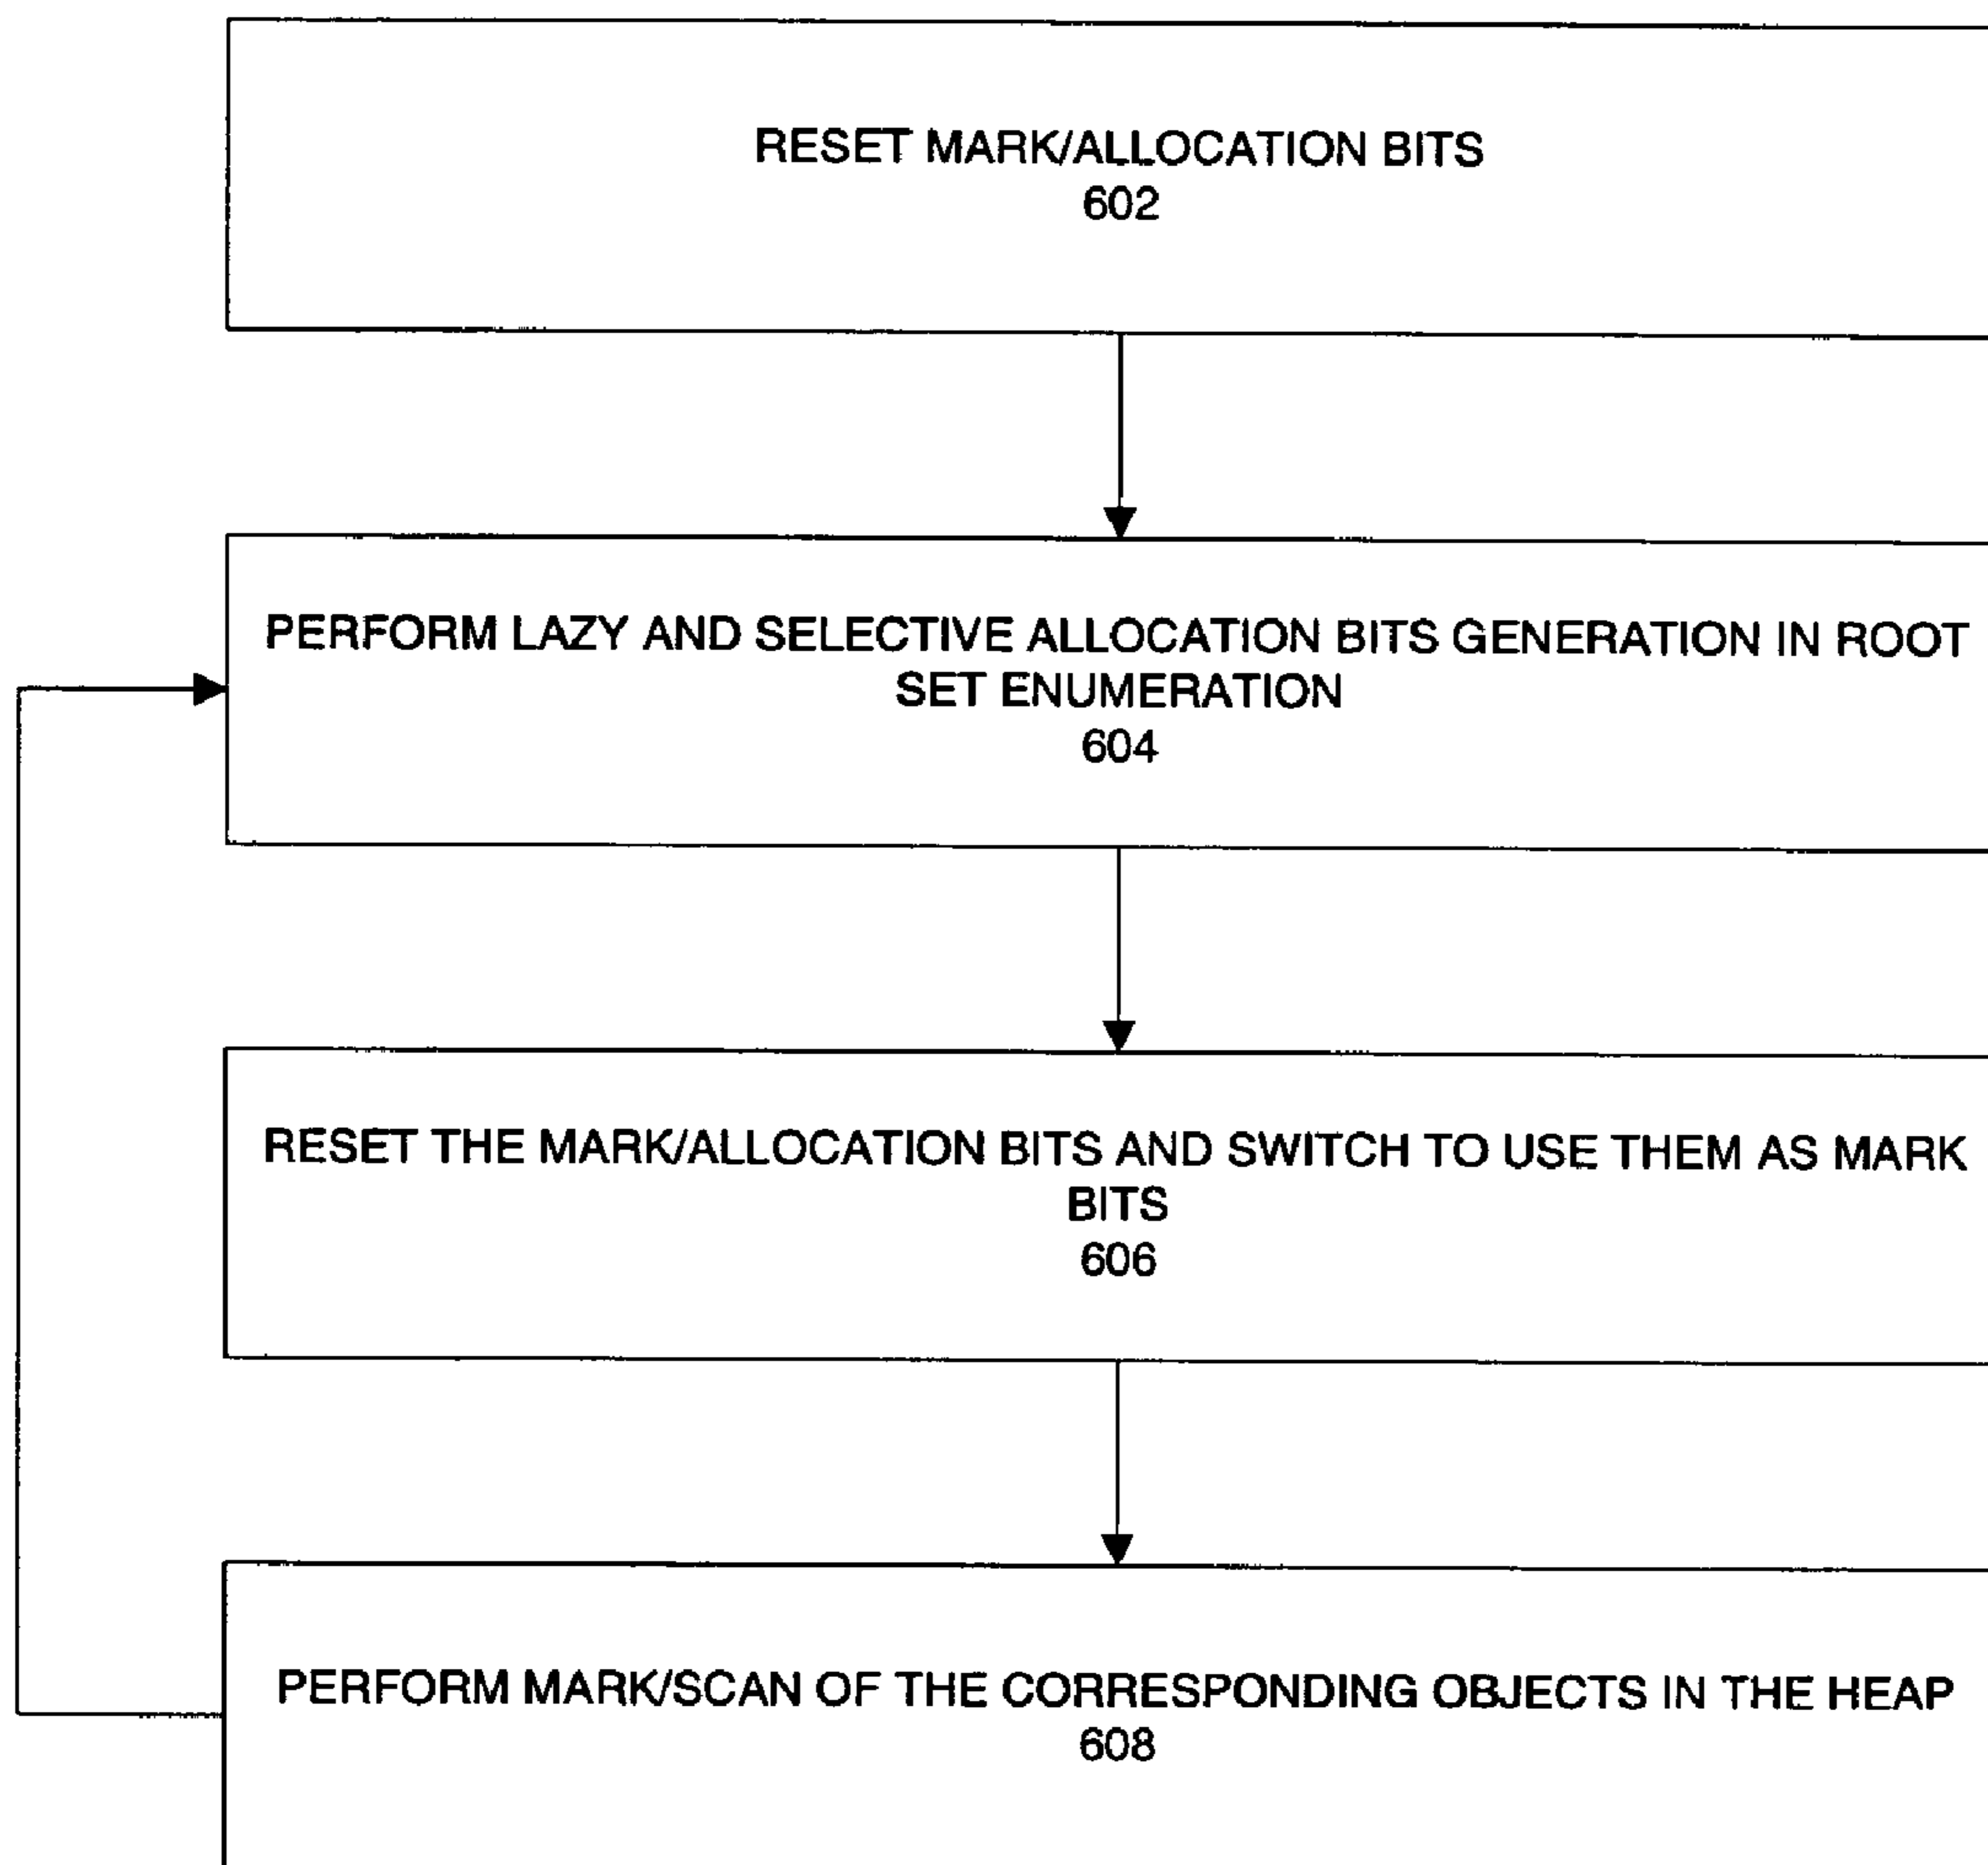 RESET MARK/ALLOCATION BITS
602
PERFORM LAZY AND SELECTIVE ALLOCATION BITS GENERATION IN ROOT
SET ENUMERATION
604
RESET THE MARK/ALLOCATION BITS AND SWITCH TO USE THEM AS MARK
BITS
606
PERFORM MARK/SCAN OF THE CORRESPONDING OBJECTS IN THE HEAP
608